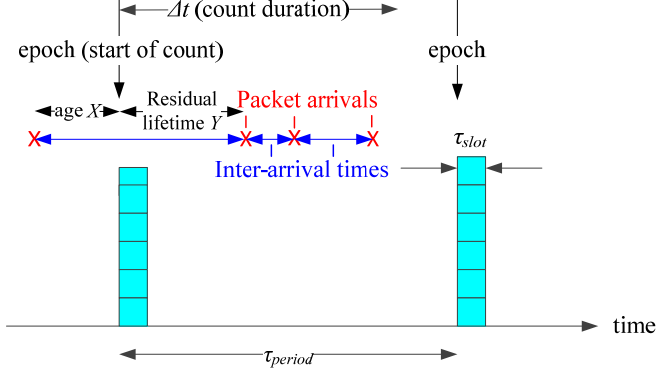 Δt (count duration)
epoch (start of count)
epoch
age X
Residual
lifetime Y
Packet arrivals
X
X
X
X
Inter-arrival times
τslot
time
τperiod